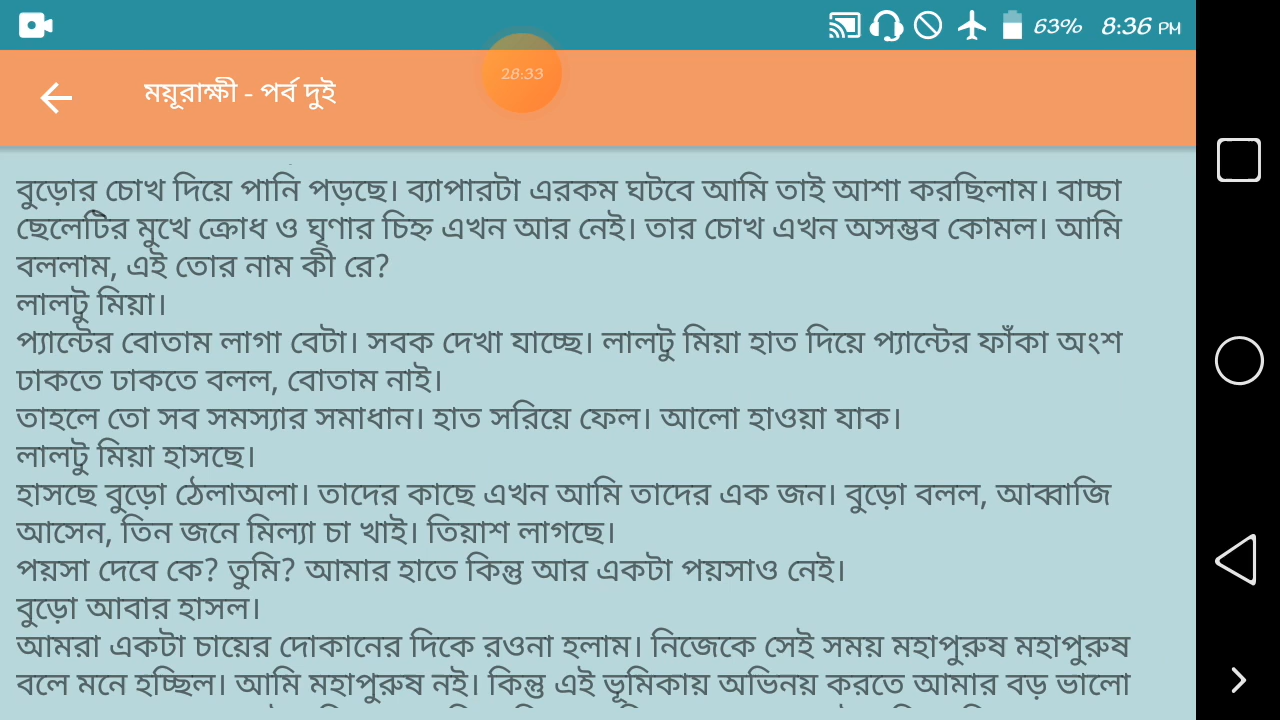 63% 8:36 PM
28:33
ময়ূরাক্ষী - পর্ব দুই
বুড়োর চোখ দিয়ে পানি পড়ছে। ব্যাপারটা এরকম ঘটবে আমি তাই আশা করছিলাম। বাচ্চা
ছেলেটির মুখে ক্রোধ ও ঘৃণার চিহ্ন এখন আর নেই। তার চোখ এখন অসম্ভব কোমল। আমি
বললাম, এই তোর নাম কী রে?
লালটু মিয়া।
প্যান্টের বোতাম লাগা বেটা। সবক দেখা যাচ্ছে। লালটু মিয়া হাত দিয়ে প্যান্টের ফাঁকা অংশ
ঢাকতে ঢাকতে বলল, বোতাম নাই।
তাহলে তো সব সমস্যার সমাধান। হাত সরিয়ে ফেল। আলো হাওয়া যাক।
লালটু মিয়া হাসছে।
হাসছে বুড়ো ঠেলাঅলা। তাদের কাছে এখন আমি তাদের এক জন। বুড়ো বলল, আব্বাজি
আসেন, তিন জনে মিল্যা চা খাই। তিয়াশ লাগছে।
পয়সা দেবে কে? তুমি? আমার হাতে কিন্তু আর একটা পয়সাও নেই।
বুড়ো আবার হাসল।
আমরা একটা চায়ের দোকানের দিকে রওনা হলাম। নিজেকে সেই সময় মহাপুরুষ মহাপুরুষ
বলে মনে হচ্ছিল। আমি মহাপুরুষ নই। কিন্তু এই ভূমিকায় অভিনয় করতে আমার বড় ভালো